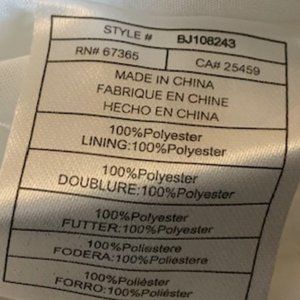 STYLE # BJ108243
RN# 67365 CA# 25459
MADE IN CHINA
FABRIQUE EN CHINE
HECHO EN CHINA
100%Polyester
LINING:100%Polyester
100%Polyester
DOUBLURE:100%Polyester
100%Polyester
FUTTER:100%Polyester
100%Poliestere
FODERA:100%Poliestere
100%Poliéster
FORRO:100%Poliéster